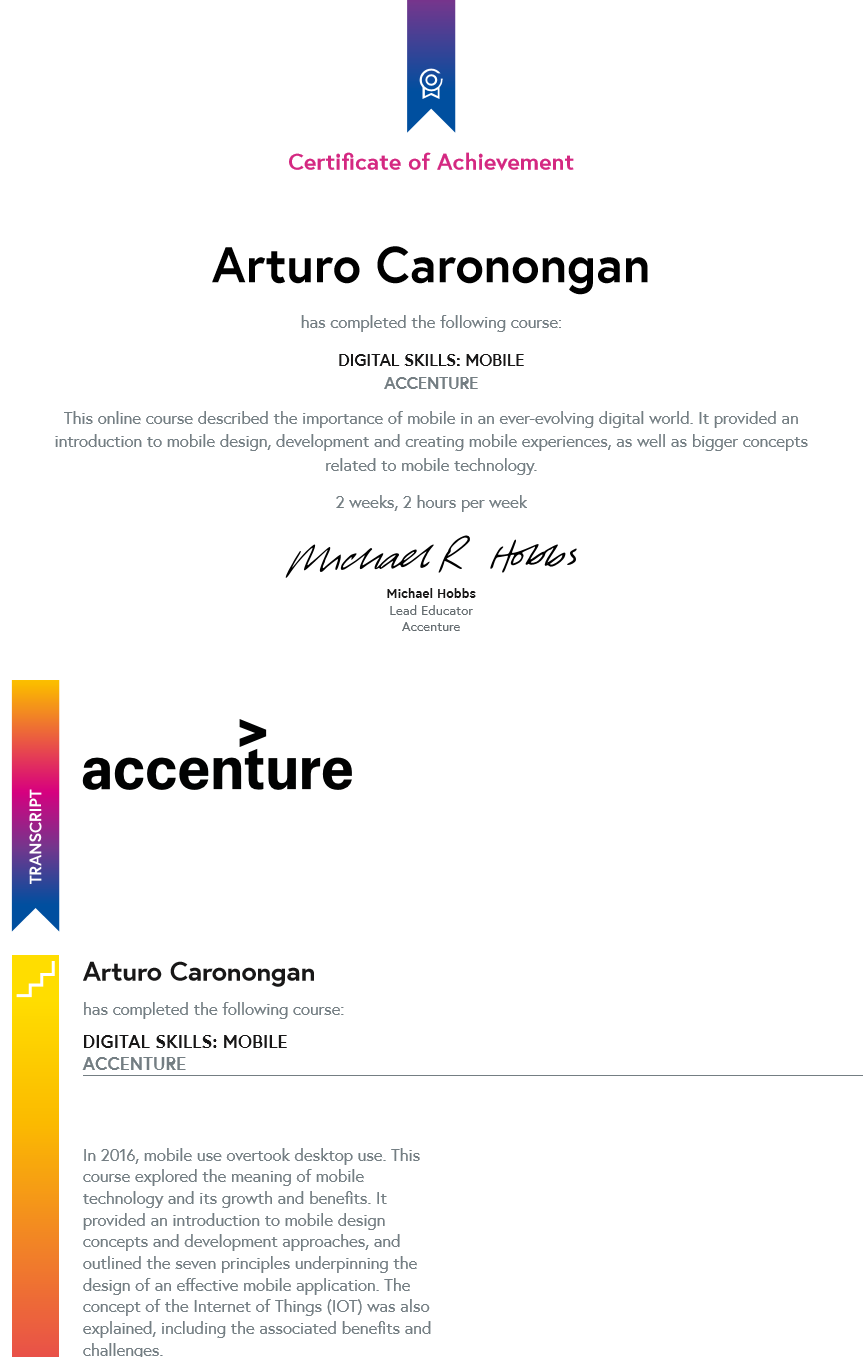 Certificate of Achievement
Arturo Caronongan
has completed the following course:
DIGITAL SKILLS: MOBILE
ACCENTURE
This online course described the importance of mobile in an ever-evolving digital world. It provided an
introduction to mobile design, development and creating mobile experiences, as well as bigger concepts
related to mobile technology.
2 weeks, 2 hours per week
Michael R Hobbs
Michael Hobbs
Lead Educator
Accenture
TRANSCRIPT
accenture
Arturo Caronongan
has completed the following course:
DIGITAL SKILLS: MOBILE
ACCENTURE
In 2016, mobile use overtook desktop use. This
course explored the meaning of mobile
technology and its growth and benefits. It
provided an introduction to mobile design
concepts and development approaches, and
outlined the seven principles underpinning the
design of an effective mobile application. The
concept of the Internet of Things (IOT) was also
explained, including the associated benefits and
challenges.